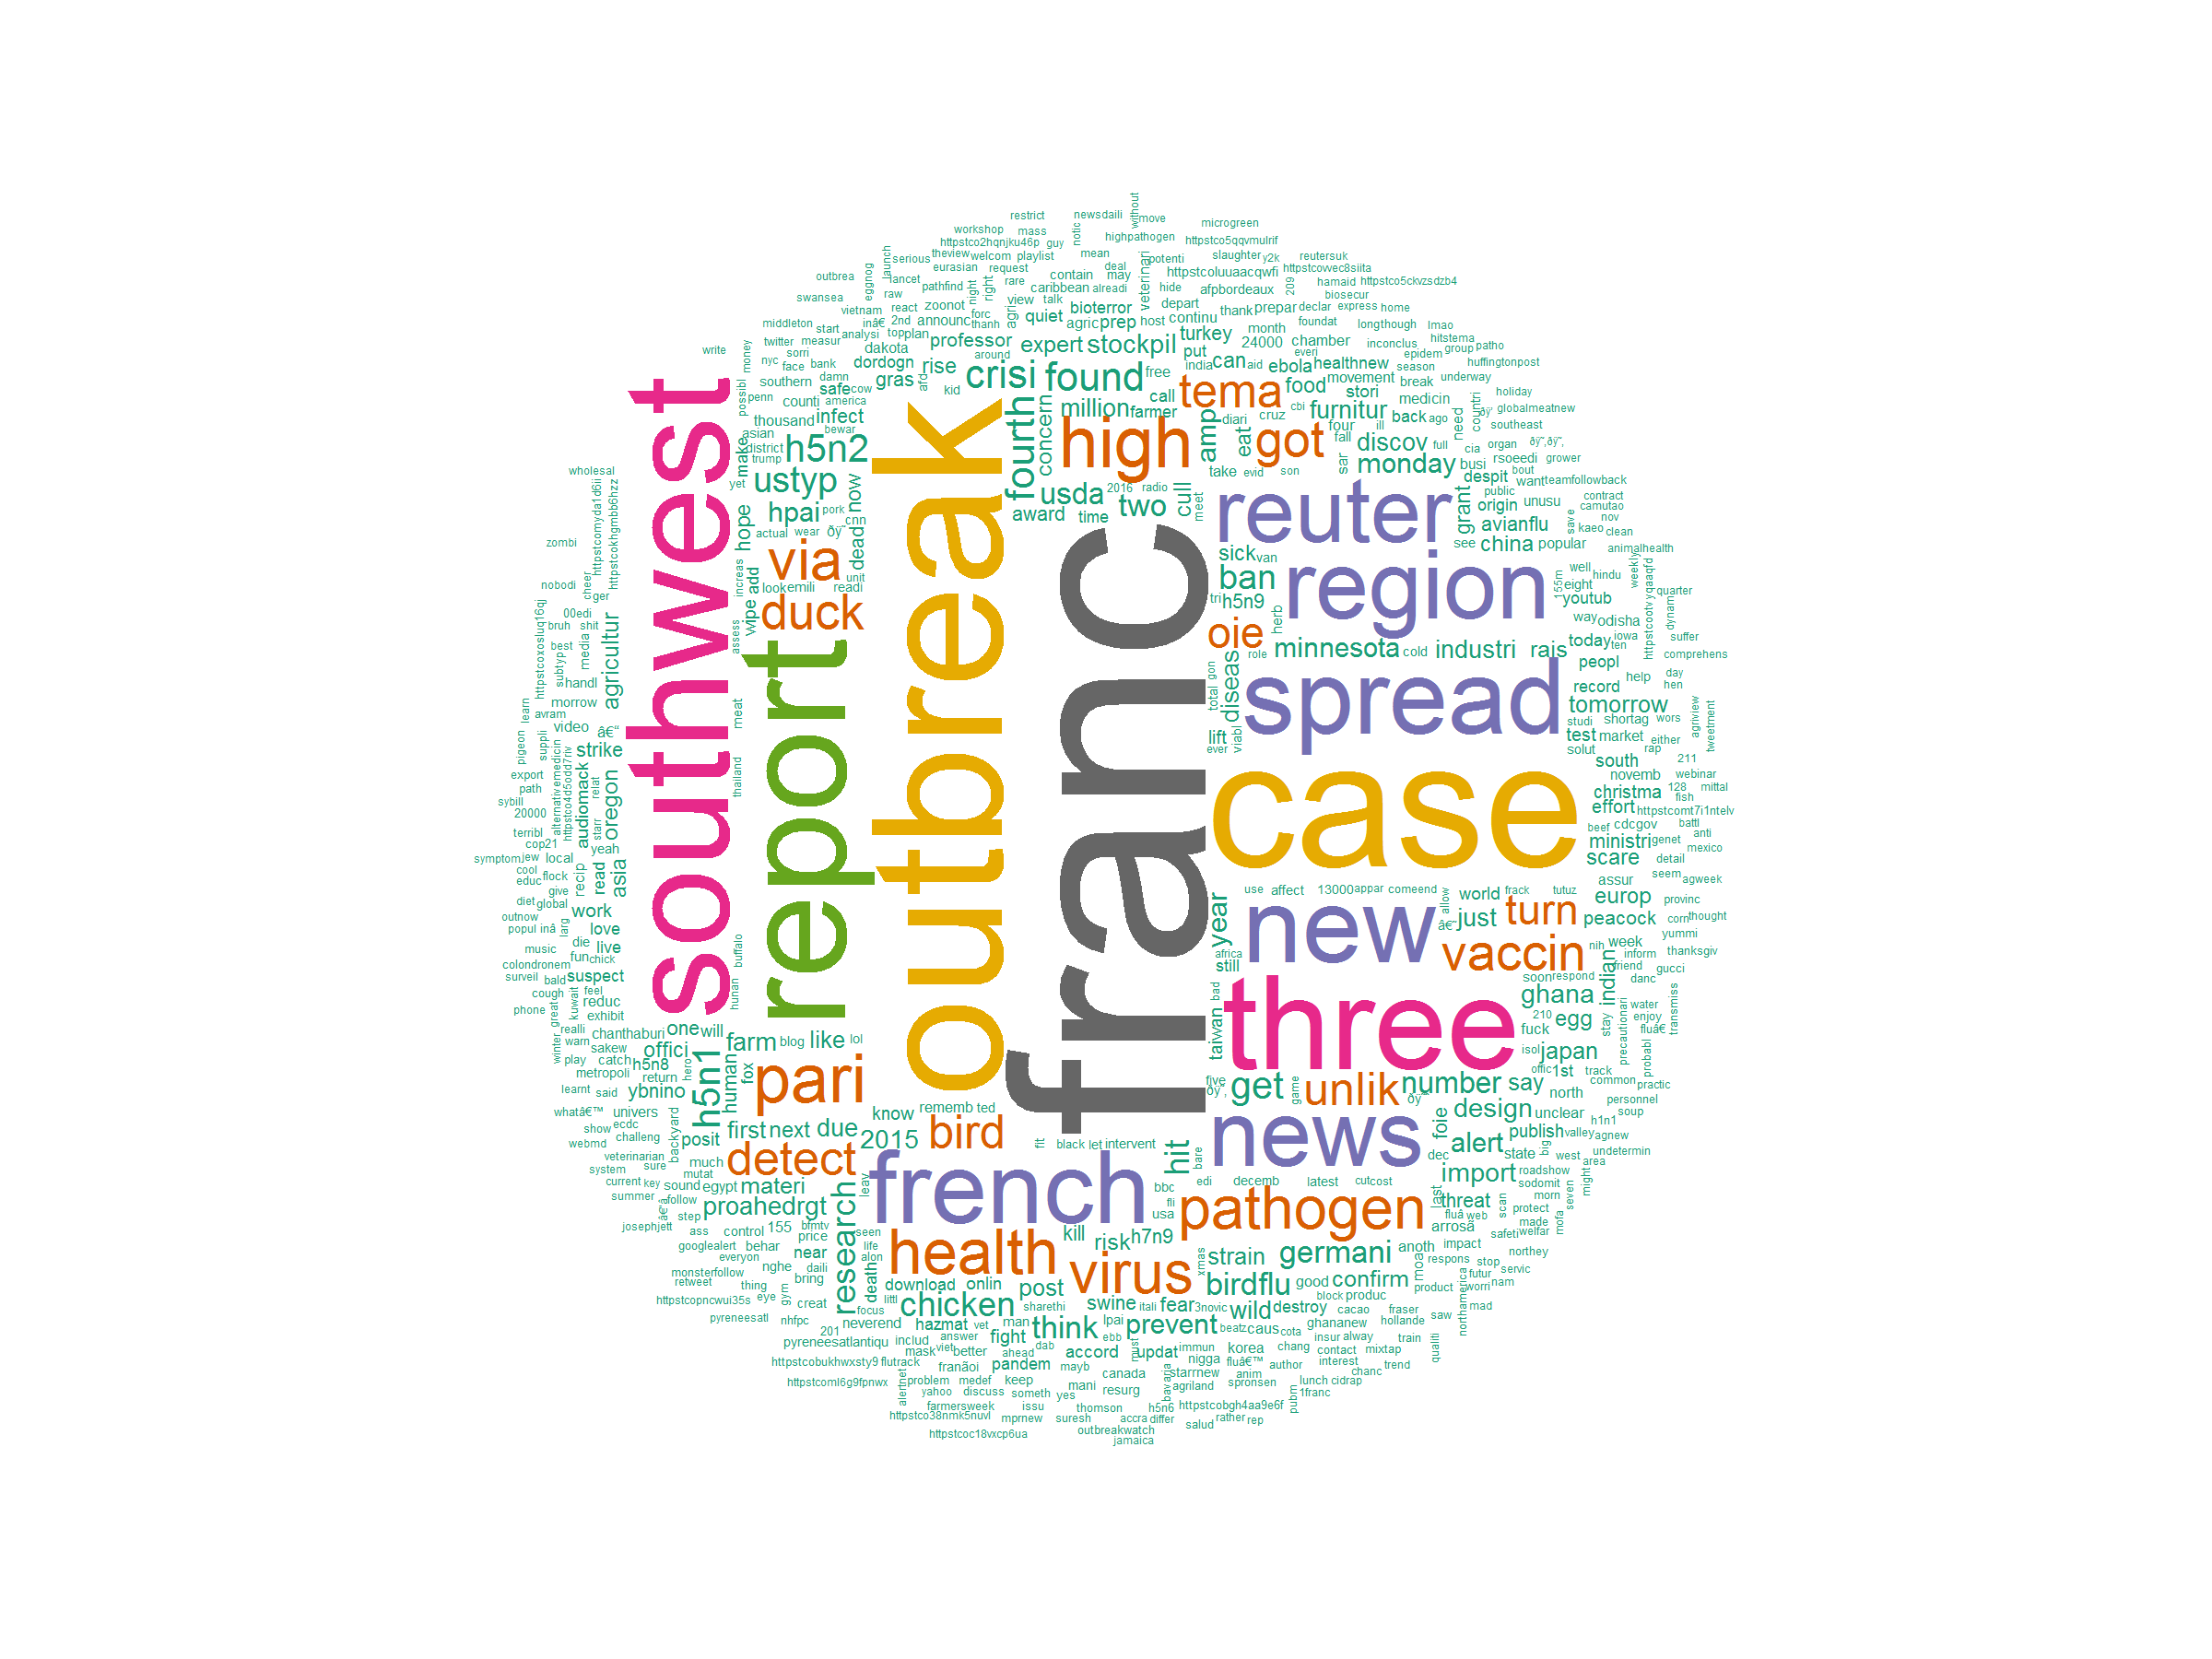 franc
outbreak
case
southwest
three
report
spread
region
reuter
new
news
french
high
pathogen
health
virus
pari
detect
bird
duck
via
tema
got
oie
turn
vaccin
unlik
crisi
found
fourth
h5n2
ustyp
hpai
h5n1
stockpil
million
furnitur
discov
monday
usda
two
cull
amp
ban
sick
h5n9
minnesota
industri
rais
diseas
china
avianflu
grant
tomorrow
agricultur
oregon
asia
audiomack
strike
suspect
farm
like
human
first
next
due
2015
know
research
materi
proahedrgt
chicken
think
prevent
birdflu
wild
germani
strain
confirm
risk
h7n9
kill
hit
get
number
say
design
alert
import
threat
foie
publish
japan
egg
ghana
indian
peacock
europ
scare
ministri
effort
christma
south
test
just
year
taiwan
still
post
swine
fear
destroy
hazmat
fight
pandem
accord
updat
download
onlin
death
ybnino
offici
h5n8
posit
one
will
live
love
work
read
recip
hope
make
dead
now
wipe
add
infect
safe
gras
rise
dordogn
professor
expert
quiet
bioterror
prep
turkey
put
can
ebola
food
healthnew
stori
movement
medicin
back
eat
concern
call
farmer
free
award
time
2016
radio
restrict
newsdaili
without
move
microgreen
workshop
mass
notic
highpathogen
httpstco2hqnjku46p
guy
httpstco5qqvmulrif
theview
welcom
playlist
mean
potenti
slaughter
y2k
reutersuk
launch
serious
eurasian
request
deal
httpstcovvec8siita
outbrea
eggnog
lancet
rare
contain
may
veterinari
httpstcoluuaacqwfi
hamaid
httpstco5ckvzsdzb4
pathfind
night
right
caribbean
alreadi
hide
afpbordeaux
209
biosecur
swansea
raw
zoonot
agri
view
talk
depart
vietnam
react
forc
thank
prepar
declar
express
home
middleton
start
inâ€
2nd
announc
thanh
agric
host
continu
month
foundat
longthough
lmao
twitter
measur
analysi
topplan
24000
chamber
inconclus
hitstema
write
money
sorri
dakota
around
india
aid
everi
epidem
group
patho
nyc
face
bank
season
huffingtonpost
southern
damn
cow
afd
kid
break
underway
possibl
penn
counti
america
diari
cruz
cbi
four
ago
holiday
thousand
bewar
fall
ill
need
countri
globalmeatnew
asian
southeast
district
full
organ
trump
take
evid
son
sar
cia
rsoeedi
grower
wholesal
yet
busi
bout
despit
want
teamfollowback
pork
meet
public
origin
unusu
contract
camutao
nov
cnn
actual
wear
see
popular
save
kaeo
clean
zombi
van
animalhealth
nobodi
cheer
ger
increas
look
emili
readi
unit
well
hindu
weekly
eight
155m
quarter
00edi
tri
herb
youtub
bruh
shit
way
odisha
dynam
best
media
assess
today
iowa
ten
suffer
subtyp
role
cold
peopl
comprehens
handl
total
gon
record
help
day
hen
learn
morrow
avram
meat
studi
shortag
wors
agriview
tweetment
pigeon
suppli
video
lift
ever
viabl
solut
market
either
rap
211
export
path
relat
thailand
novemb
webinar
sybill
alternativemedicin
128
mittal
fish
20000
starr
httpstcomt7i1ntelv
terribl
cop21
yeah
beef
cdcgov
battl
anti
symptom
jew
local
genet
mexico
cool
educ
flock
detail
seem
agweek
diet
global
give
use
affect
13000
appar
comeend
allow
world
frack
tutuz
assur
provinc
outnow
popul
inâ
larg
corn
thought
music
die
fun
chick
buffalo
africa
nih
week
yummi
colondronem
inform
thanksgiv
surveil
bald
feel
friend
cough
soon
respond
danc
gucci
phone
great
kuwait
reduc
exhibit
hunan
bad
stay
water
enjoy
transmiss
210
fuck
precautionari
realli
chanthaburi
blog
lol
winter
warn
sakew
isol
fluâ€
play
catch
fox
five
game
offic
1st
track
common
probabl
practic
metropoli
return
hero
north
learnt
said
personnel
whatâ€™
univers
rememb
ted
unclear
h1n1
soup
show
ecdc
challeng
backyard
fit
black
let
intervent
bare
valley
agnew
webmd
dec
state
big
west
undetermin
area
veterinarian
much
mutat
system
sure
roadshow
current
key
sound
egypt
leav
bbc
edi
decemb
latest
cutcost
last
sodomit
might
summer
follow
fli
fluâ
web
morn
seven
scan
protect
josephjett
step
control
155
bfmtv
usa
arrosã
made
mofa
ass
price
seen
safeti
welfar
googlealert
behar
near
life
anoth
impact
northey
everyon
alon
xmas
moa
respons
stop
monsterfollow
nghe
daili
servic
retweet
thing
bring
good
product
futur
worri
nam
httpstcopncwui35s
eye
gym
creat
littl
focus
sharethi
itali
3novic
block
produc
mad
northamerica
pyreneesatl
nhfpc
neverend
vet
man
lpai
cacao
fraser
saw
hollande
201
answer
ebb
beatz
caus
cota
ghananew
pyreneesatlantiqu
includ
ahead
dab
must
immun
insur
alway
train
qualiti
mask
viet
better
korea
chang
contact
mixtap
httpstcobukhwxsty9
flutrack
franãoi
mayb
nigga
fluâ€™
author
interest
chanc
trend
problem
medef
keep
canada
starrnew
anim
httpstcoml6g9fpnwx
alertnet
yahoo
discuss
someth
yes
mani
resurg
bavaria
agriland
spronsen
lunch
cidrap
1franc
farmersweek
issu
thomson
h5n6
httpstcobgh4aa9e6f
pubm
httpstco38nmk5nuvl
mprnew
suresh
accra
differ
salud
rather
rep
httpstcoc18vxcp6ua
outbreakwatch
jamaica